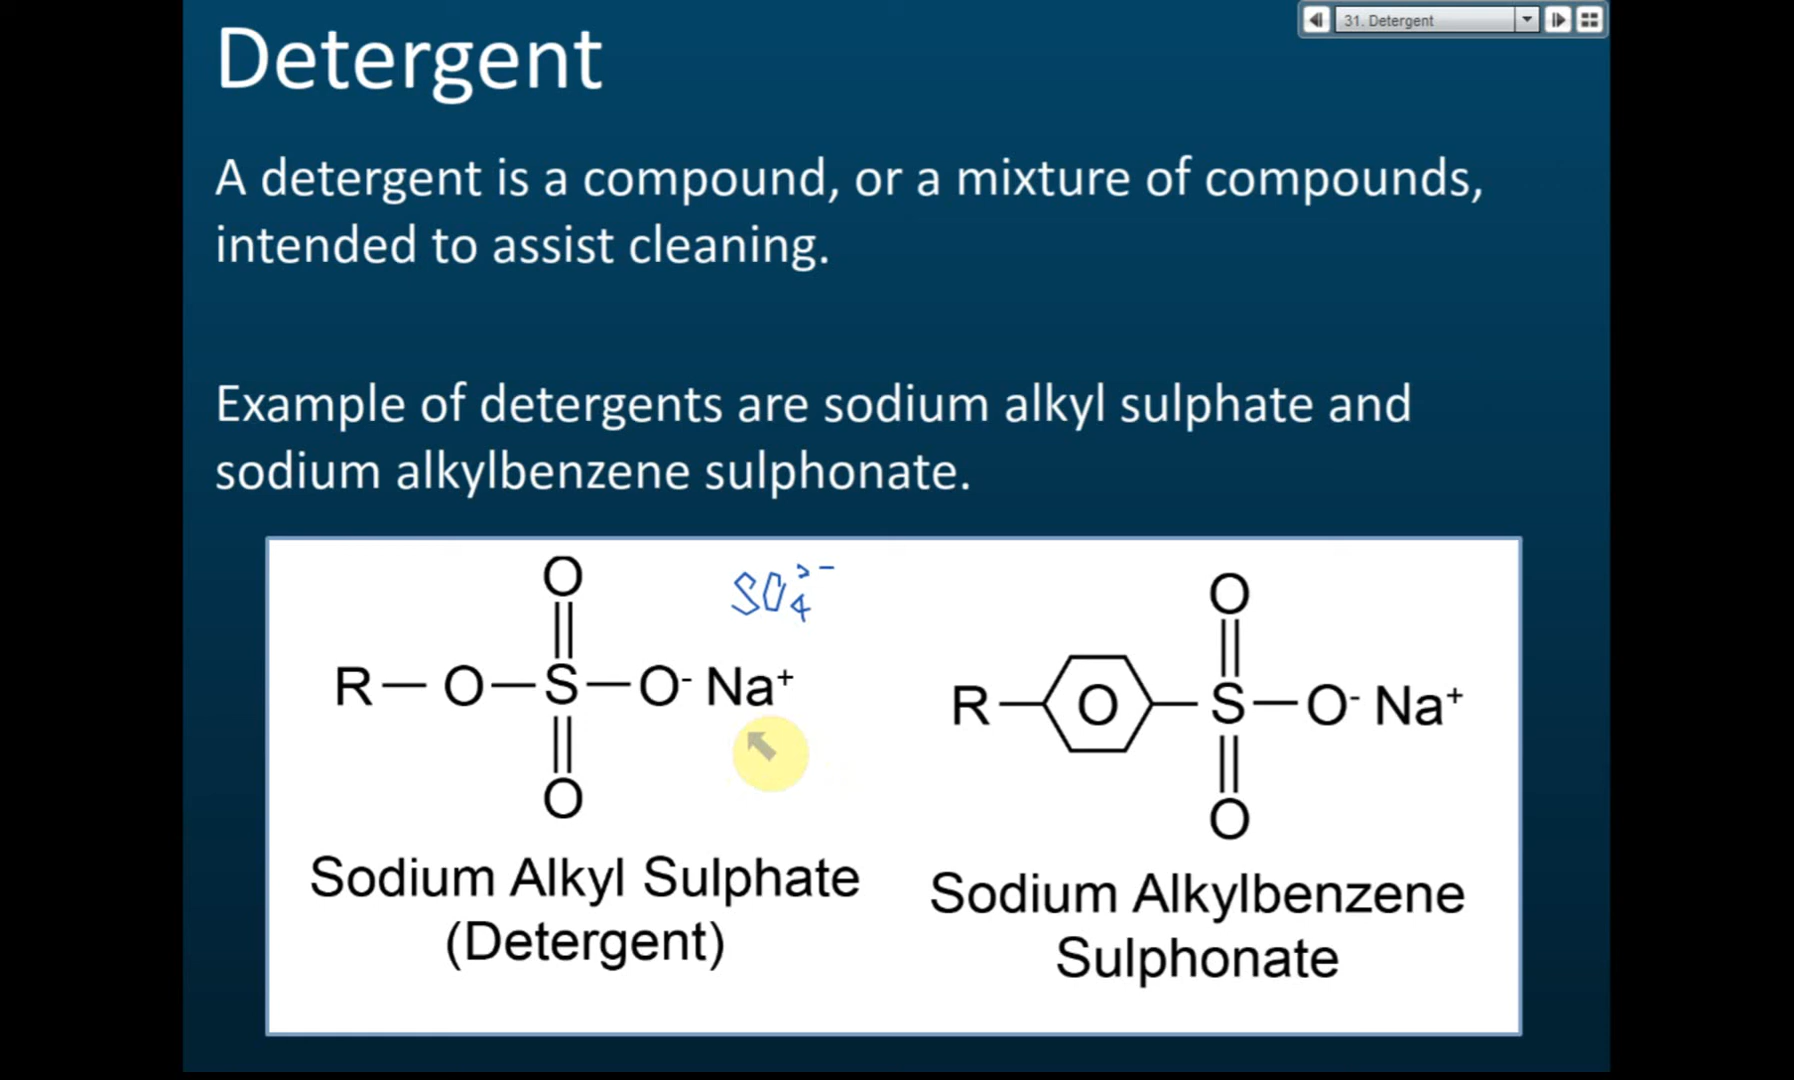 31. Detergent
Detergent
A detergent is a compound, or a mixture of compounds,
intended to assist cleaning.
Example of detergents are sodium alkyl sulphate and
sodium alkylbenzene sulphonate.
O
SO₄²⁻
R—O—S—O⁻ Na⁺
O
Sodium Alkyl Sulphate
(Detergent)
O
R—O—S—O⁻ Na⁺
O
Sodium Alkylbenzene
Sulphonate